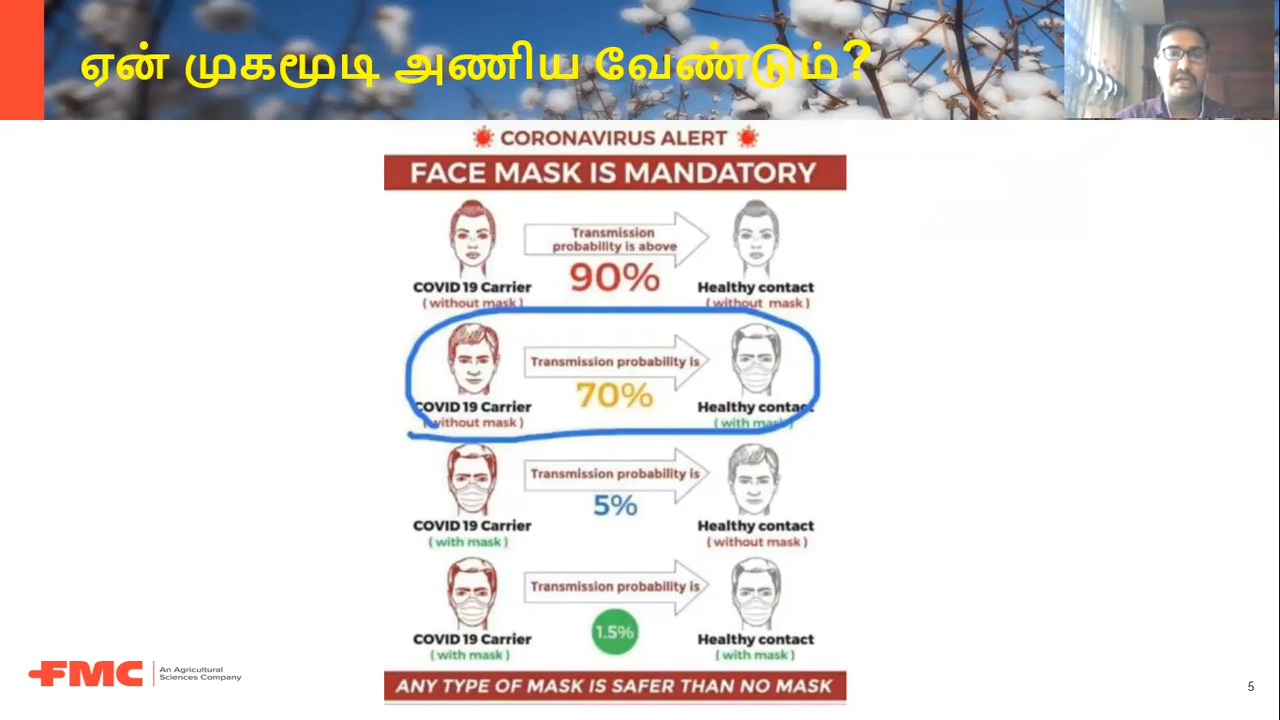 ஏன் முகமூடி அணிய வேண்டும்?
CORONAVIRUS ALERT
FACE MASK IS MANDATORY
Transmission
probability is above
90%
COVID 19 Carrier
( without mask )
Healthy contact
( without mask )
Transmission probability is
70%
COVID 19 Carrier
( without mask )
Healthy contact
( with mask )
Transmission probability is
5%
COVID 19 Carrier
( with mask )
Healthy contact
( without mask )
Transmission probability is
1.5%
COVID 19 Carrier
( with mask )
Healthy contact
( with mask )
ANY TYPE OF MASK IS SAFER THAN NO MASK
FMC
An Agricultural
Sciences Company
5